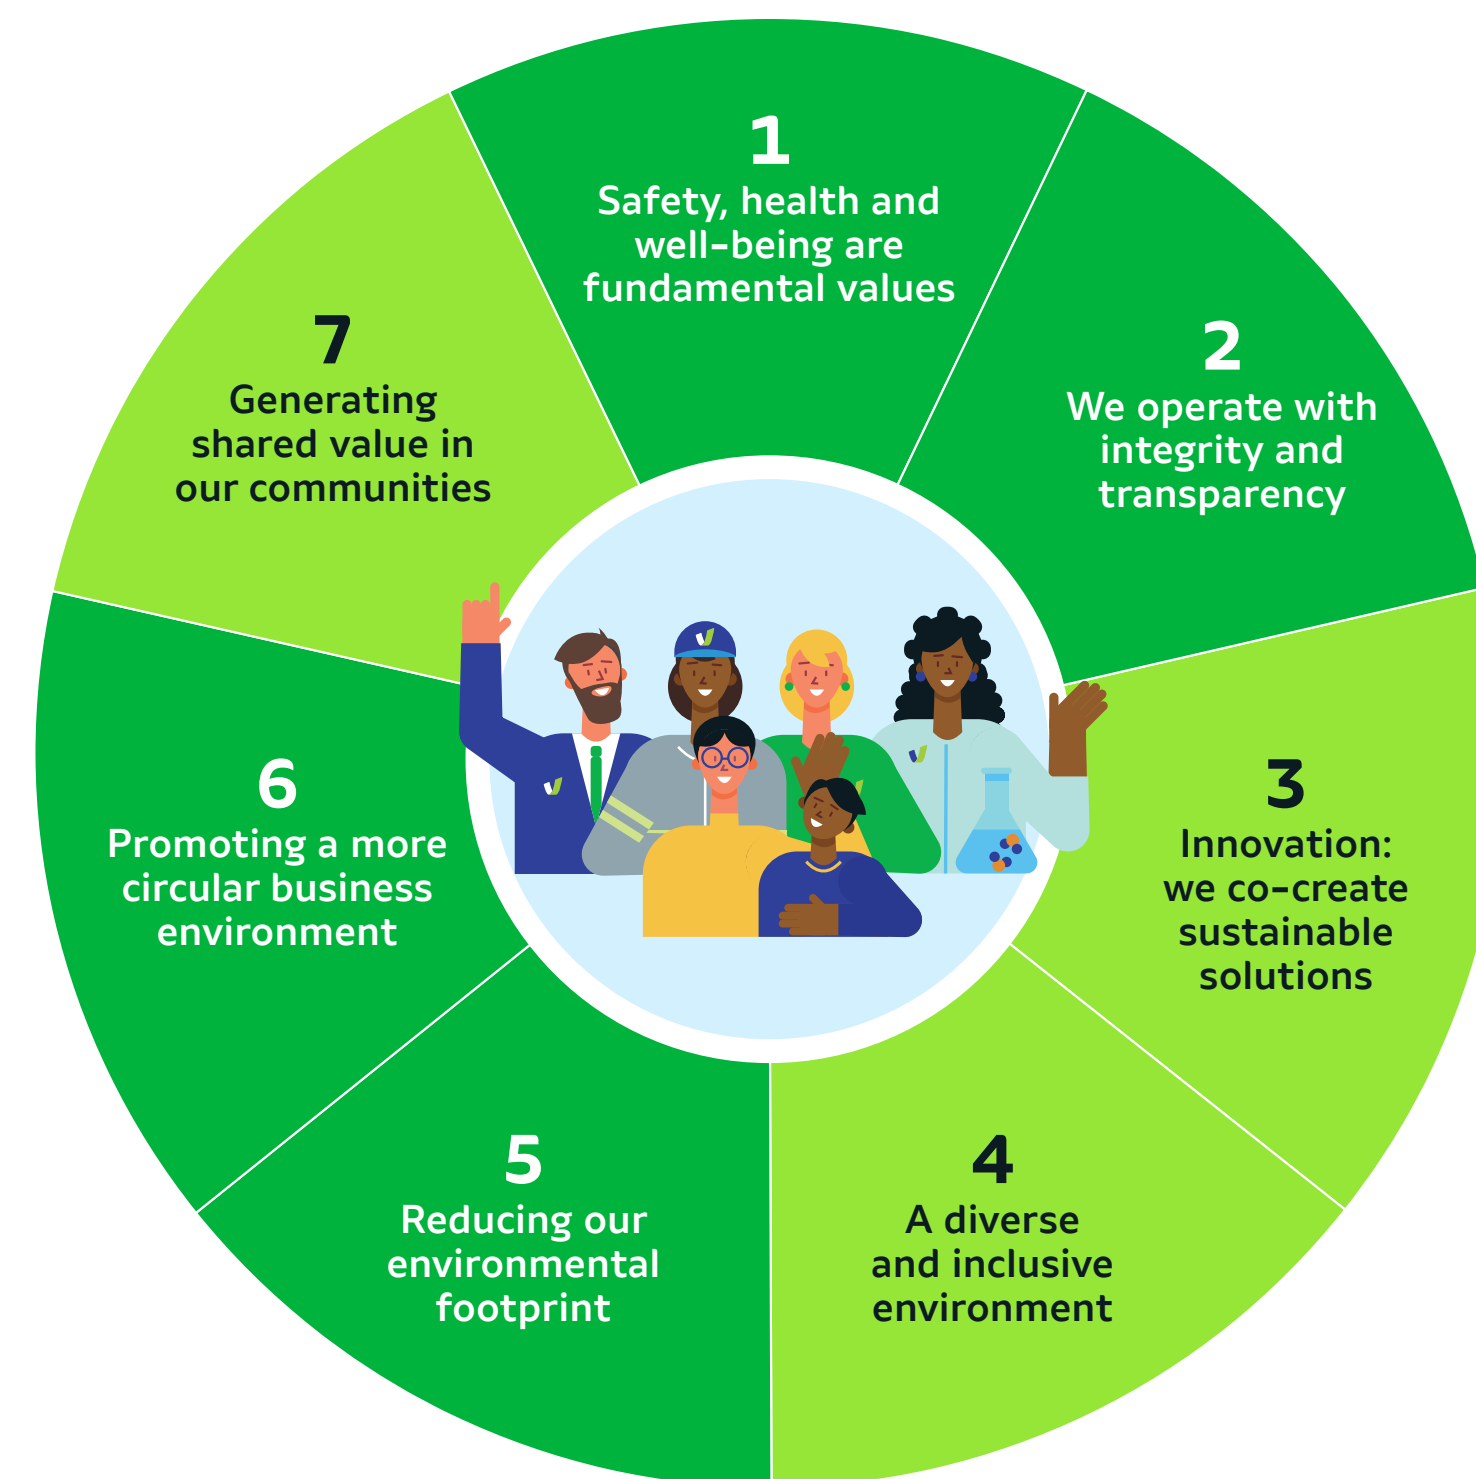 1
Safety, health and
well-being are
fundamental values
2
We operate with
integrity and
transparency
3
Innovation:
we co-create
sustainable
solutions
4
A diverse
and inclusive
environment
5
Reducing our
environmental
footprint
6
Promoting a more
circular business
environment
7
Generating
shared value in
our communities